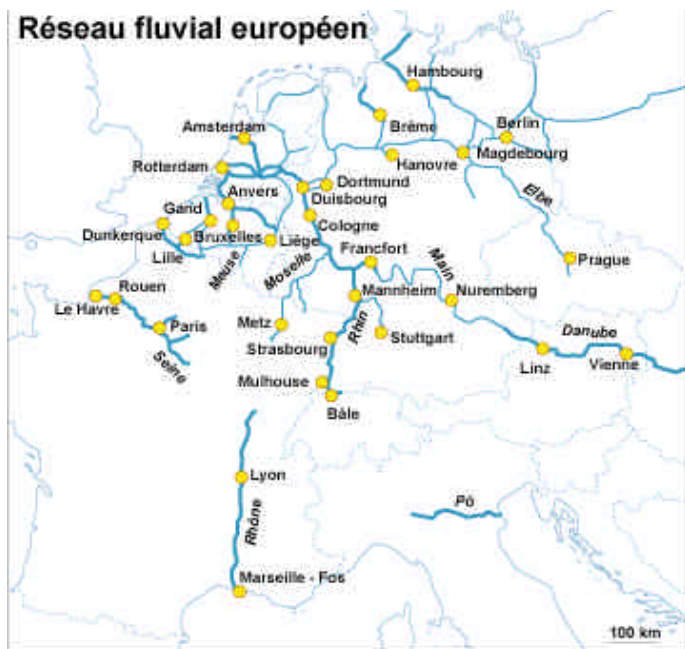 Réseau fluvial européen
Hambourg
Amsterdam
Brême
Berlin
Rotterdam
Hanovre
Magdebourg
Anvers
Dortmund
Duisbourg
Elbe
Gand
Cologne
Dunkerque
Bruxelles
Liège
Lille
Francfort
Main
Prague
Meuse
Moselle
Rouen
Mannheim
Nuremberg
Le Havre
Paris
Metz
Rhin
Stuttgart
Danube
Strasbourg
Seine
Linz
Vienne
Mulhouse
Bâle
Lyon
Pô
Rhône
Marseille - Fos
100 km